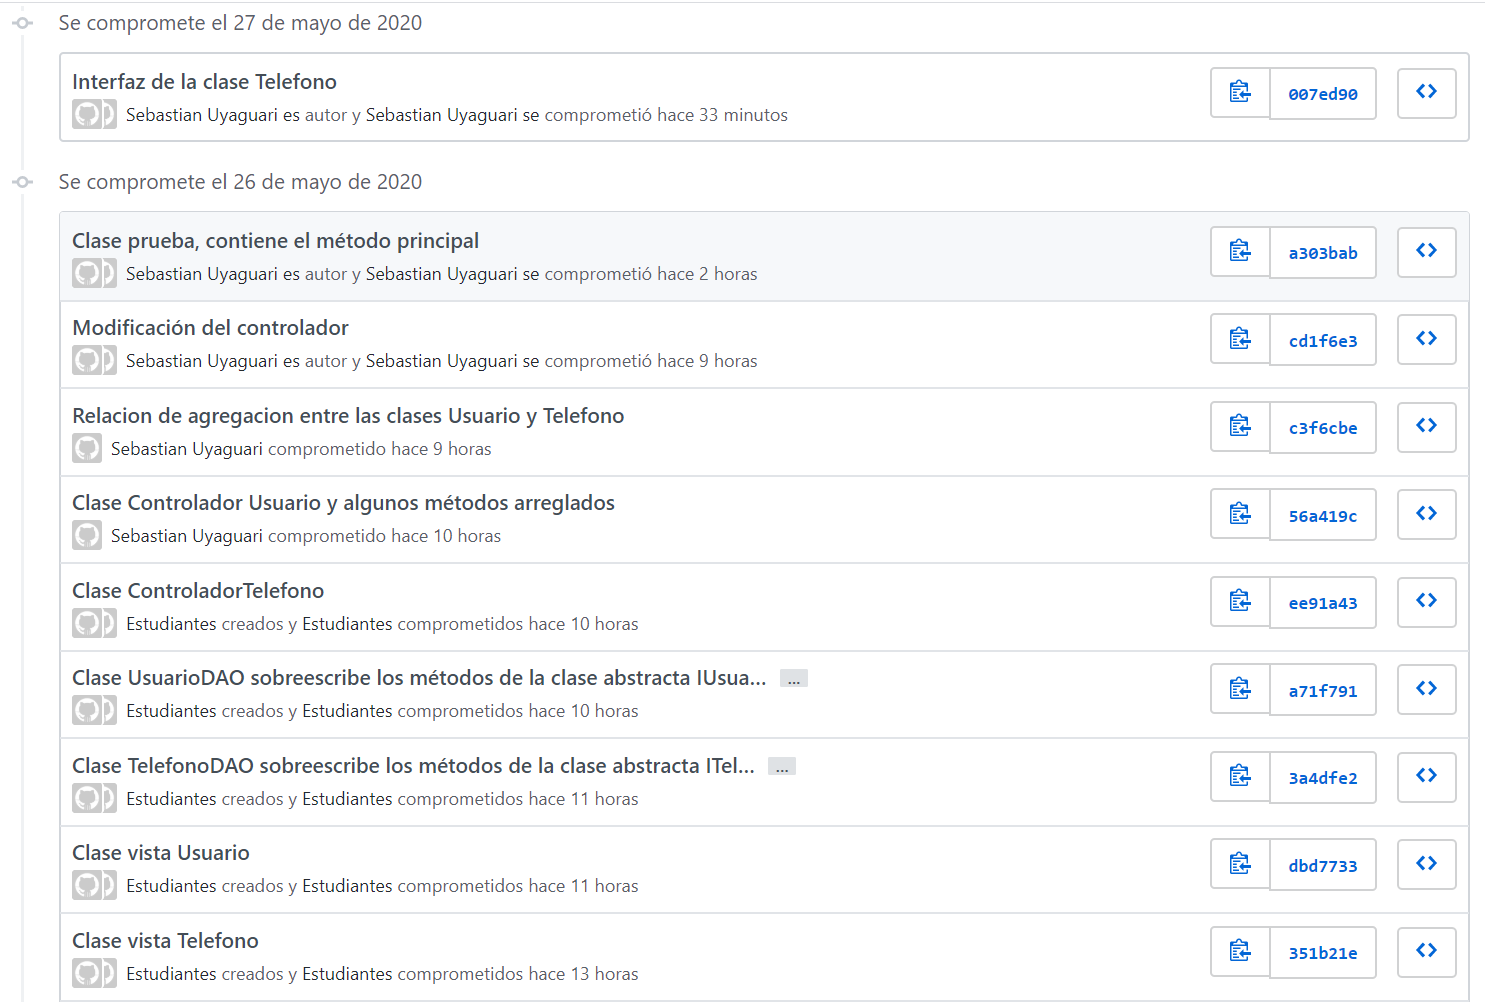 Se compromete el 27 de mayo de 2020
Interfaz de la clase Telefono
007ed90
Sebastian Uyaguari es autor y Sebastian Uyaguari se comprometió hace 33 minutos
Se compromete el 26 de mayo de 2020
Clase prueba, contiene el método principal
a303bab
Sebastian Uyaguari es autor y Sebastian Uyaguari se comprometió hace 2 horas
Modificación del controlador
cd1f6e3
Sebastian Uyaguari es autor y Sebastian Uyaguari se comprometió hace 9 horas
Relacion de agregacion entre las clases Usuario y Telefono
c3f6cbe
Sebastian Uyaguari comprometido hace 9 horas
Clase Controlador Usuario y algunos métodos arreglados
56a419c
Sebastian Uyaguari comprometido hace 10 horas
Clase ControladorTelefono
ee91a43
Estudiantes creados y Estudiantes comprometidos hace 10 horas
Clase UsuarioDAO sobreescribe los métodos de la clase abstracta IUsua... ...
a71f791
Estudiantes creados y Estudiantes comprometidos hace 10 horas
Clase TelefonoDAO sobreescribe los métodos de la clase abstracta ITel... ...
3a4dfe2
Estudiantes creados y Estudiantes comprometidos hace 11 horas
Clase vista Usuario
dbd7733
Estudiantes creados y Estudiantes comprometidos hace 11 horas
Clase vista Telefono
351b21e
Estudiantes creados y Estudiantes comprometidos hace 13 horas